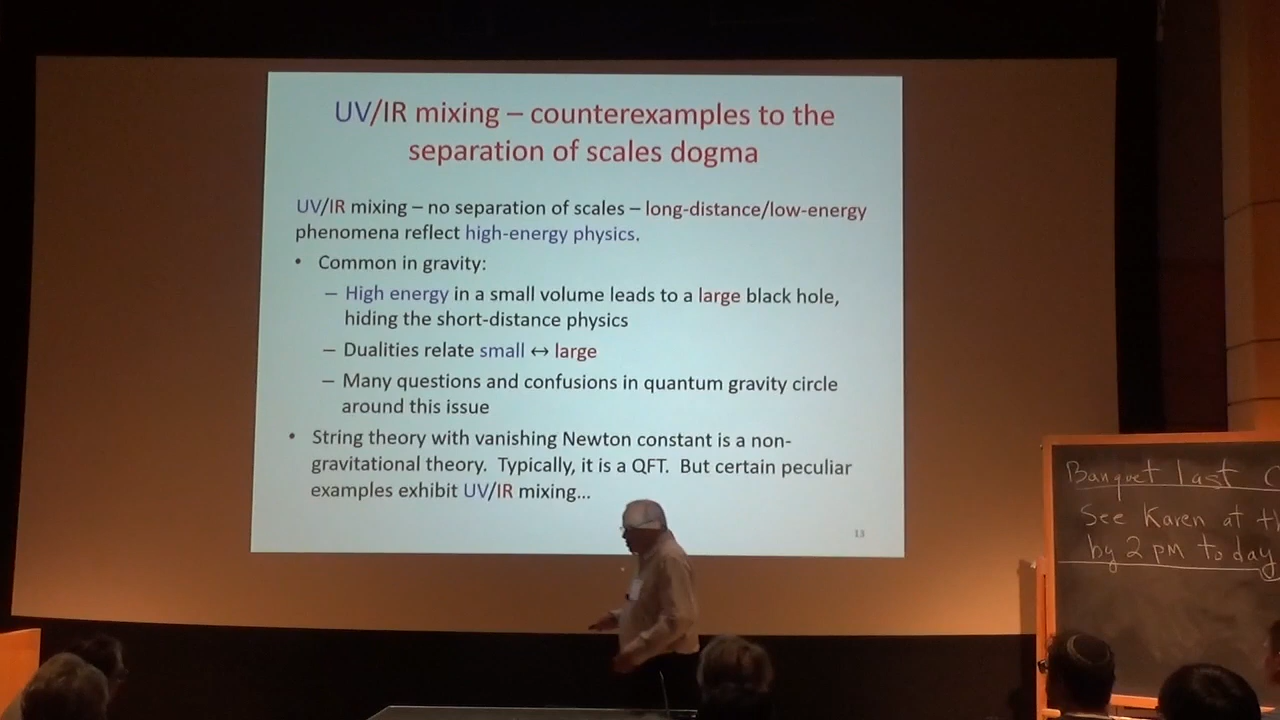 UV/IR mixing – counterexamples to the
separation of scales dogma
UV/IR mixing – no separation of scales – long-distance/low-energy
phenomena reflect high-energy physics.
• Common in gravity:
– High energy in a small volume leads to a large black hole,
hiding the short-distance physics
– Dualities relate small ↔ large
– Many questions and confusions in quantum gravity circle
around this issue
• String theory with vanishing Newton constant is a non-
gravitational theory. Typically, it is a QFT. But certain peculiar
examples exhibit UV/IR mixing...
13
Banquet last
See Karen at
by 2 pm today